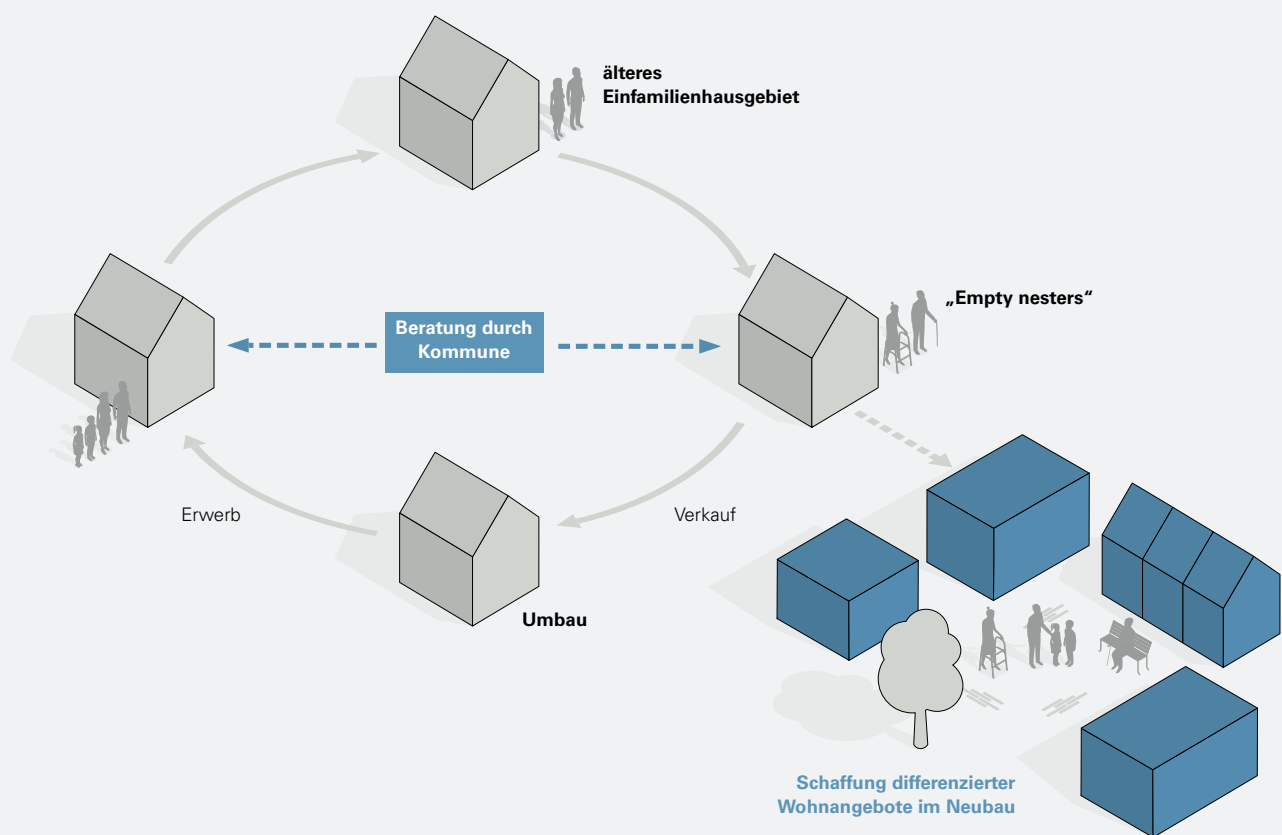 älteres
Einfamilienhausgebiet
„Empty nesters“
Beratung durch
Kommune
Erwerb
Verkauf
Umbau
Schaffung differenzierter
Wohnangebote im Neubau